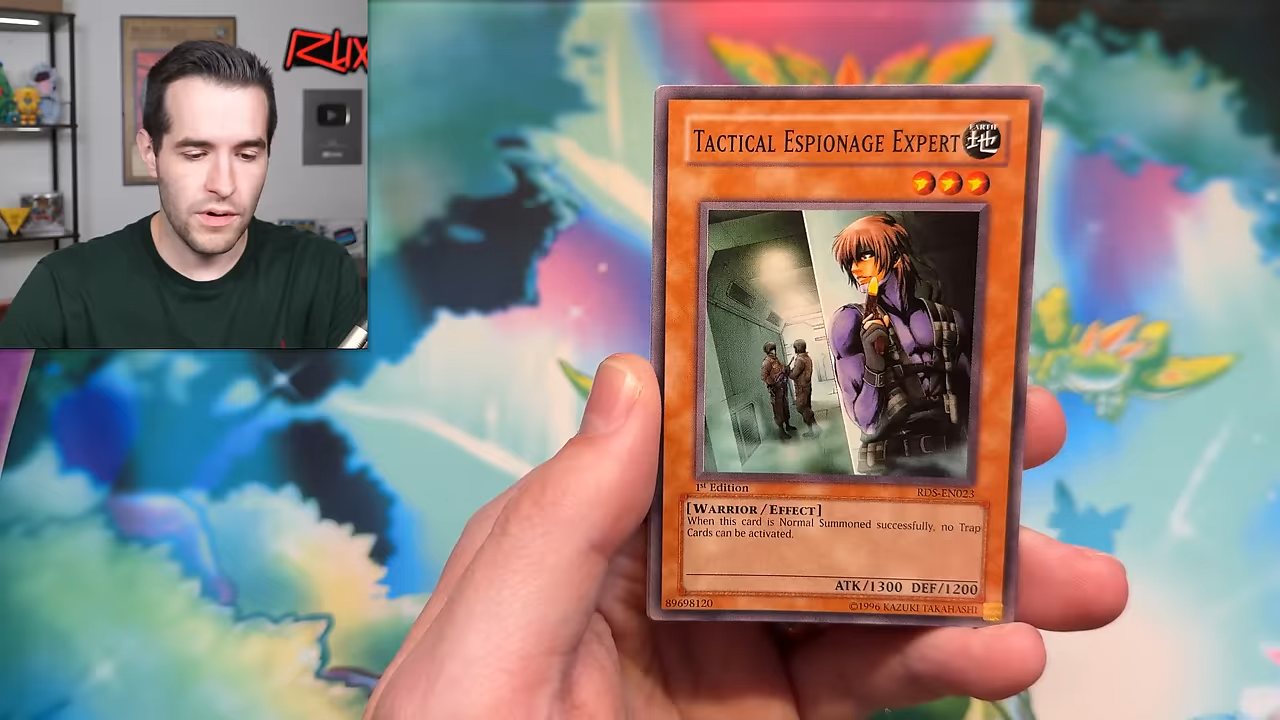 RUX
TACTICAL ESPIONAGE EXPERT
EARTH
地
1st Edition
RDS-EN023
[WARRIOR/EFFECT]
When this card is Normal Summoned successfully, no Trap
Cards can be activated.
ATK/1300 DEF/1200
89698120
©1996 KAZUKI TAKAHASHI